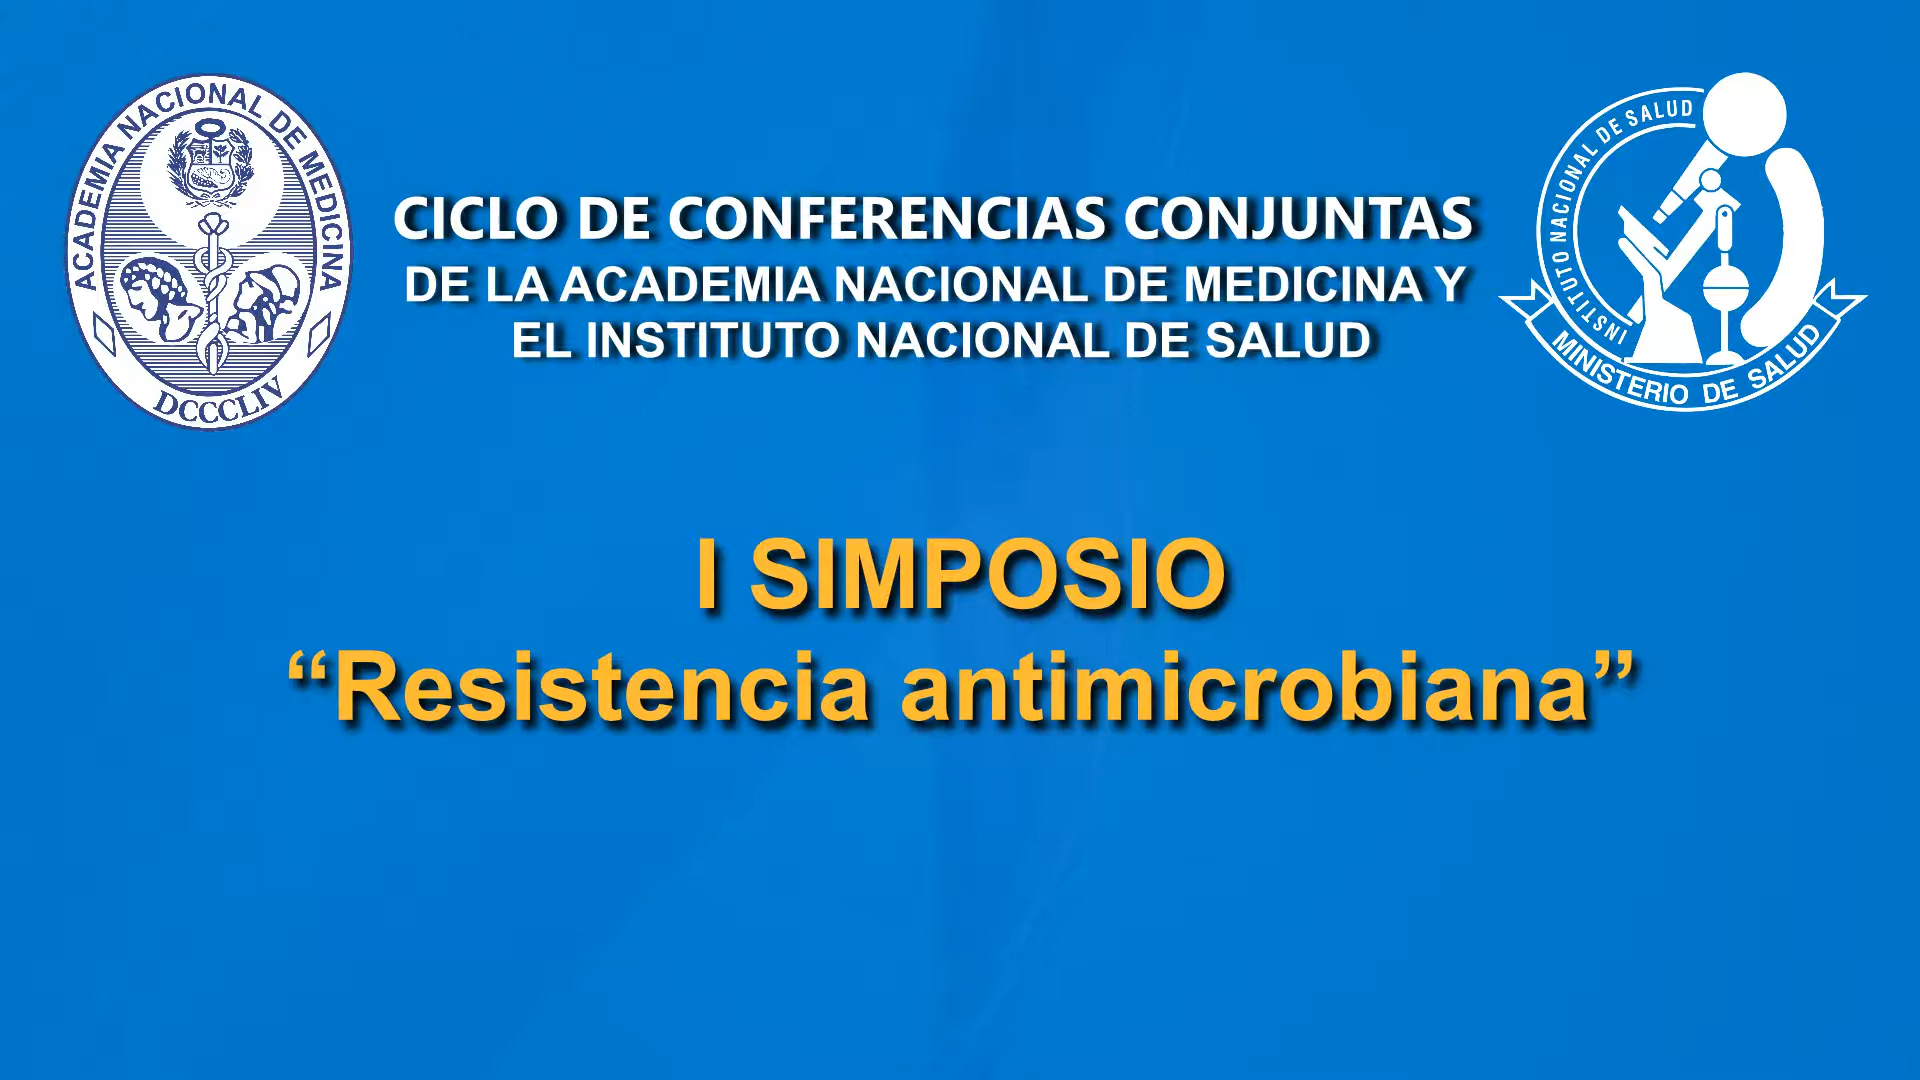 ACADEMIA NACIONAL DE MEDICINA
DCCCLIV
CICLO DE CONFERENCIAS CONJUNTAS
DE LA ACADEMIA NACIONAL DE MEDICINA Y
EL INSTITUTO NACIONAL DE SALUD
INSTITUTO NACIONAL DE SALUD
MINISTERIO DE SALUD
I SIMPOSIO
“Resistencia antimicrobiana”